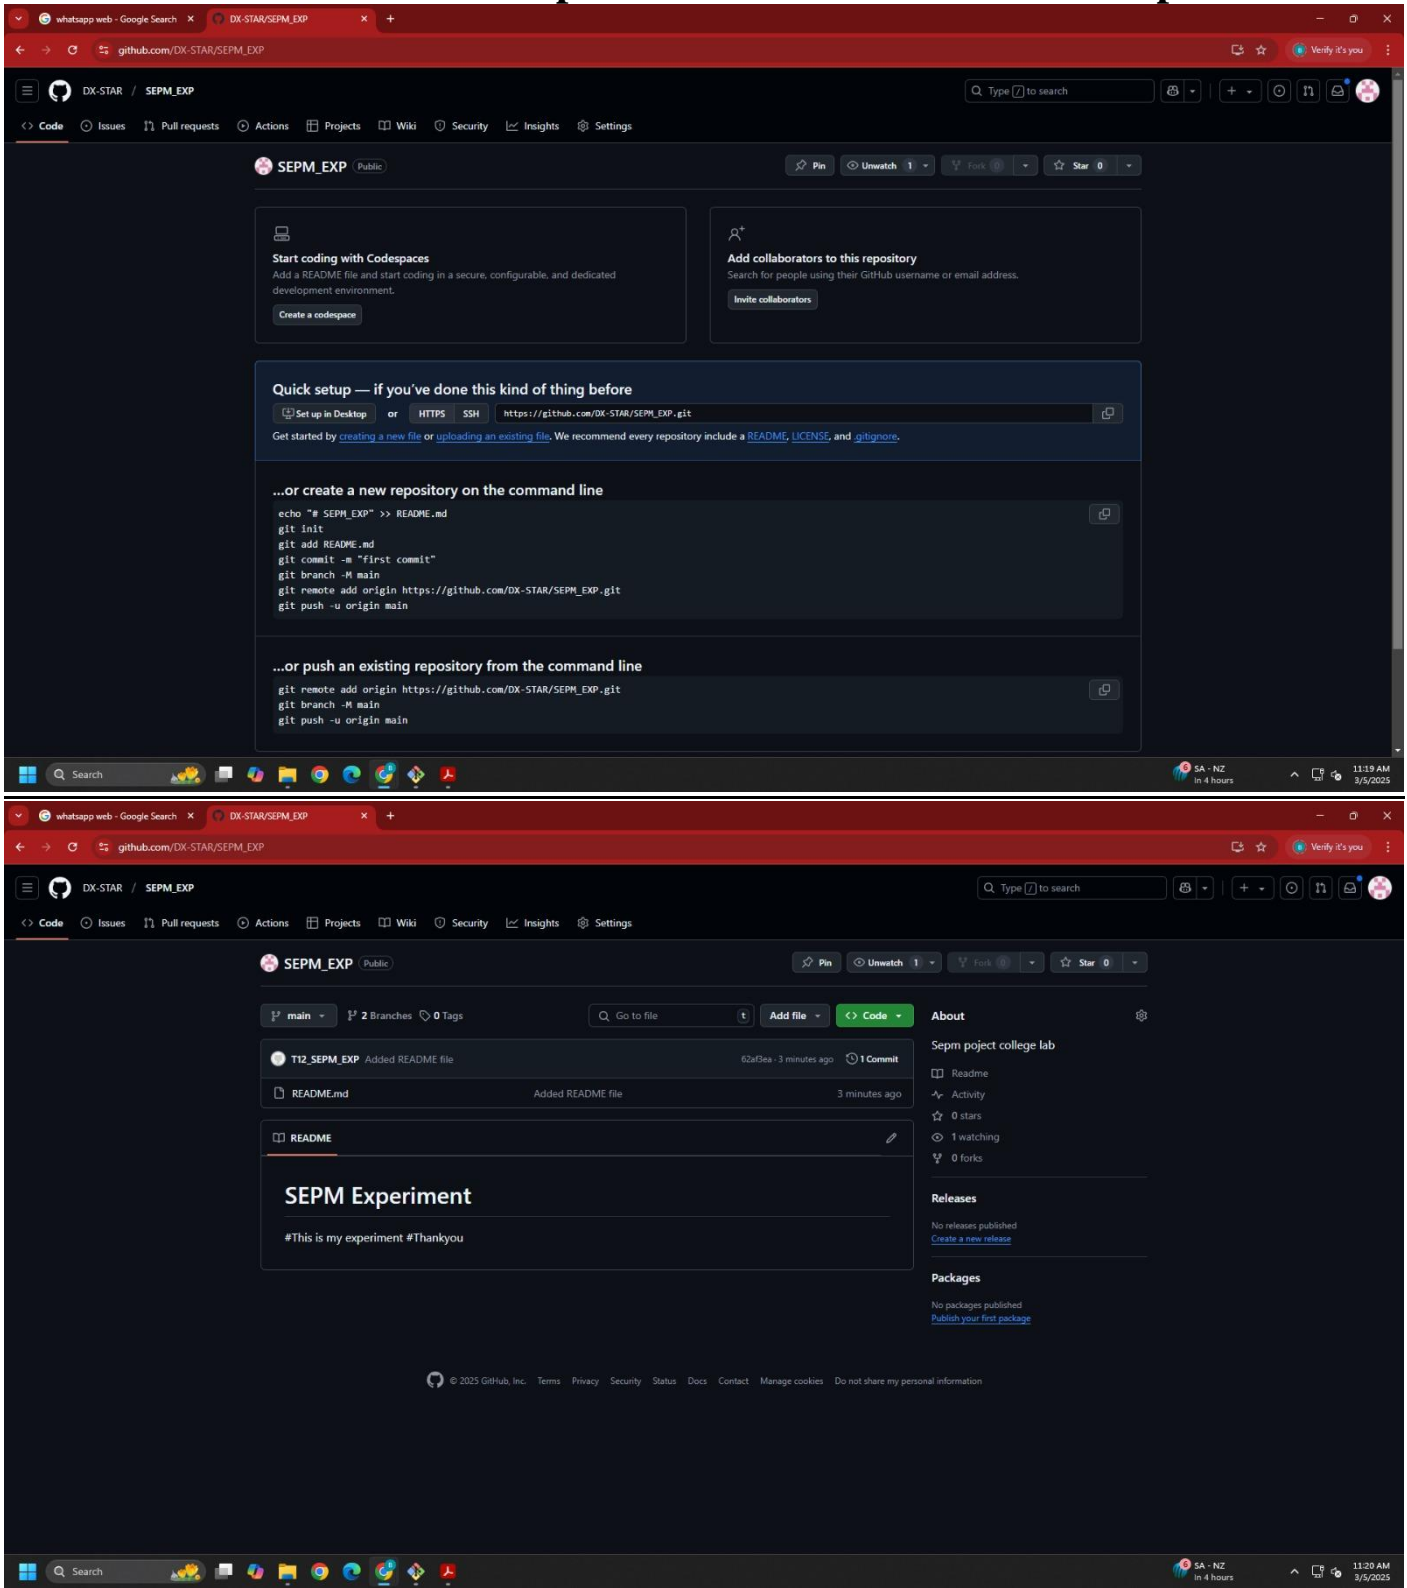 whatsapp web - Google Search
DX-STAR/SEPM_EXP
github.com/DX-STAR/SEPM_EXP
Verify it's you
DX-STAR / SEPM_EXP
Type / to search
Code Issues Pull requests Actions Projects Wiki Security Insights Settings
SEPM_EXP Public
Pin Unwatch 1 Fork 0 Star 0
Start coding with Codespaces
Add a README file and start coding in a secure, configurable, and dedicated
development environment.
Create a codespace
Add collaborators to this repository
Search for people using their GitHub username or email address.
Invite collaborators
Quick setup — if you've done this kind of thing before
Set up in Desktop or HTTPS SSH https://github.com/DX-STAR/SEPM_EXP.git
Get started by creating a new file or uploading an existing file. We recommend every repository include a README, LICENSE, and .gitignore.
...or create a new repository on the command line
echo "# SEPM_EXP" >> README.md
git init
git add README.md
git commit -m "first commit"
git branch -M main
git remote add origin https://github.com/DX-STAR/SEPM_EXP.git
git push -u origin main
...or push an existing repository from the command line
git remote add origin https://github.com/DX-STAR/SEPM_EXP.git
git branch -M main
git push -u origin main
Search
6
SA - NZ
In 4 hours
11:19 AM
3/5/2025
whatsapp web - Google Search
DX-STAR/SEPM_EXP
github.com/DX-STAR/SEPM_EXP
Verify it's you
DX-STAR / SEPM_EXP
Type / to search
Code Issues Pull requests Actions Projects Wiki Security Insights Settings
SEPM_EXP Public
Pin Unwatch 1 Fork 0 Star 0
main 2 Branches 0 Tags
Go to file t
Add file
Code
T12_SEPM_EXP Added README file
62af3ea · 3 minutes ago
1 Commit
README.md Added README file 3 minutes ago
README
SEPM Experiment
#This is my experiment #Thankyou
About
Sepm poject college lab
Readme
Activity
0 stars
1 watching
0 forks
Releases
No releases published
Create a new release
Packages
No packages published
Publish your first package
© 2025 GitHub, Inc. Terms Privacy Security Status Docs Contact Manage cookies Do not share my personal information
Search
6
SA - NZ
In 4 hours
11:20 AM
3/5/2025